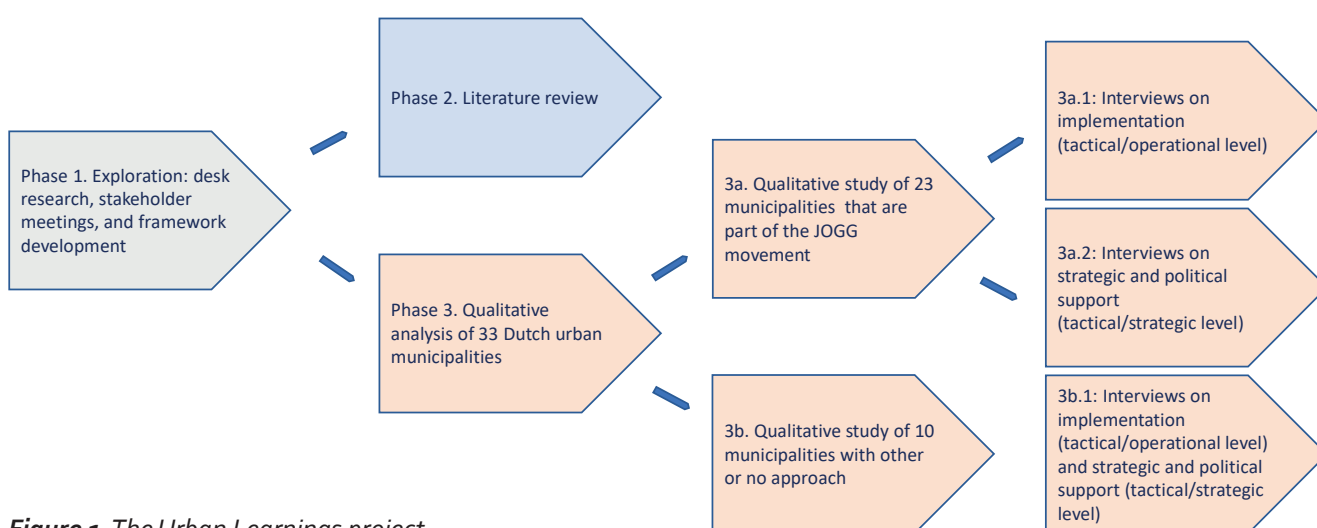 Phase 1. Exploration: desk
research, stakeholder
meetings, and framework
development
Phase 2. Literature review
Phase 3. Qualitative
analysis of 33 Dutch urban
municipalities
3a. Qualitative study of 23
municipalities that are
part of the JOGG
movement
3b. Qualitative study of 10
municipalities with other
or no approach
3a.1: Interviews on
implementation
(tactical/operational level)
3a.2: Interviews on
strategic and political
support
(tactical/strategic level)
3b.1: Interviews on
implementation
(tactical/operational level)
and strategic and political
support (tactical/strategic
level)
Figure 1. The Urban Learnings project